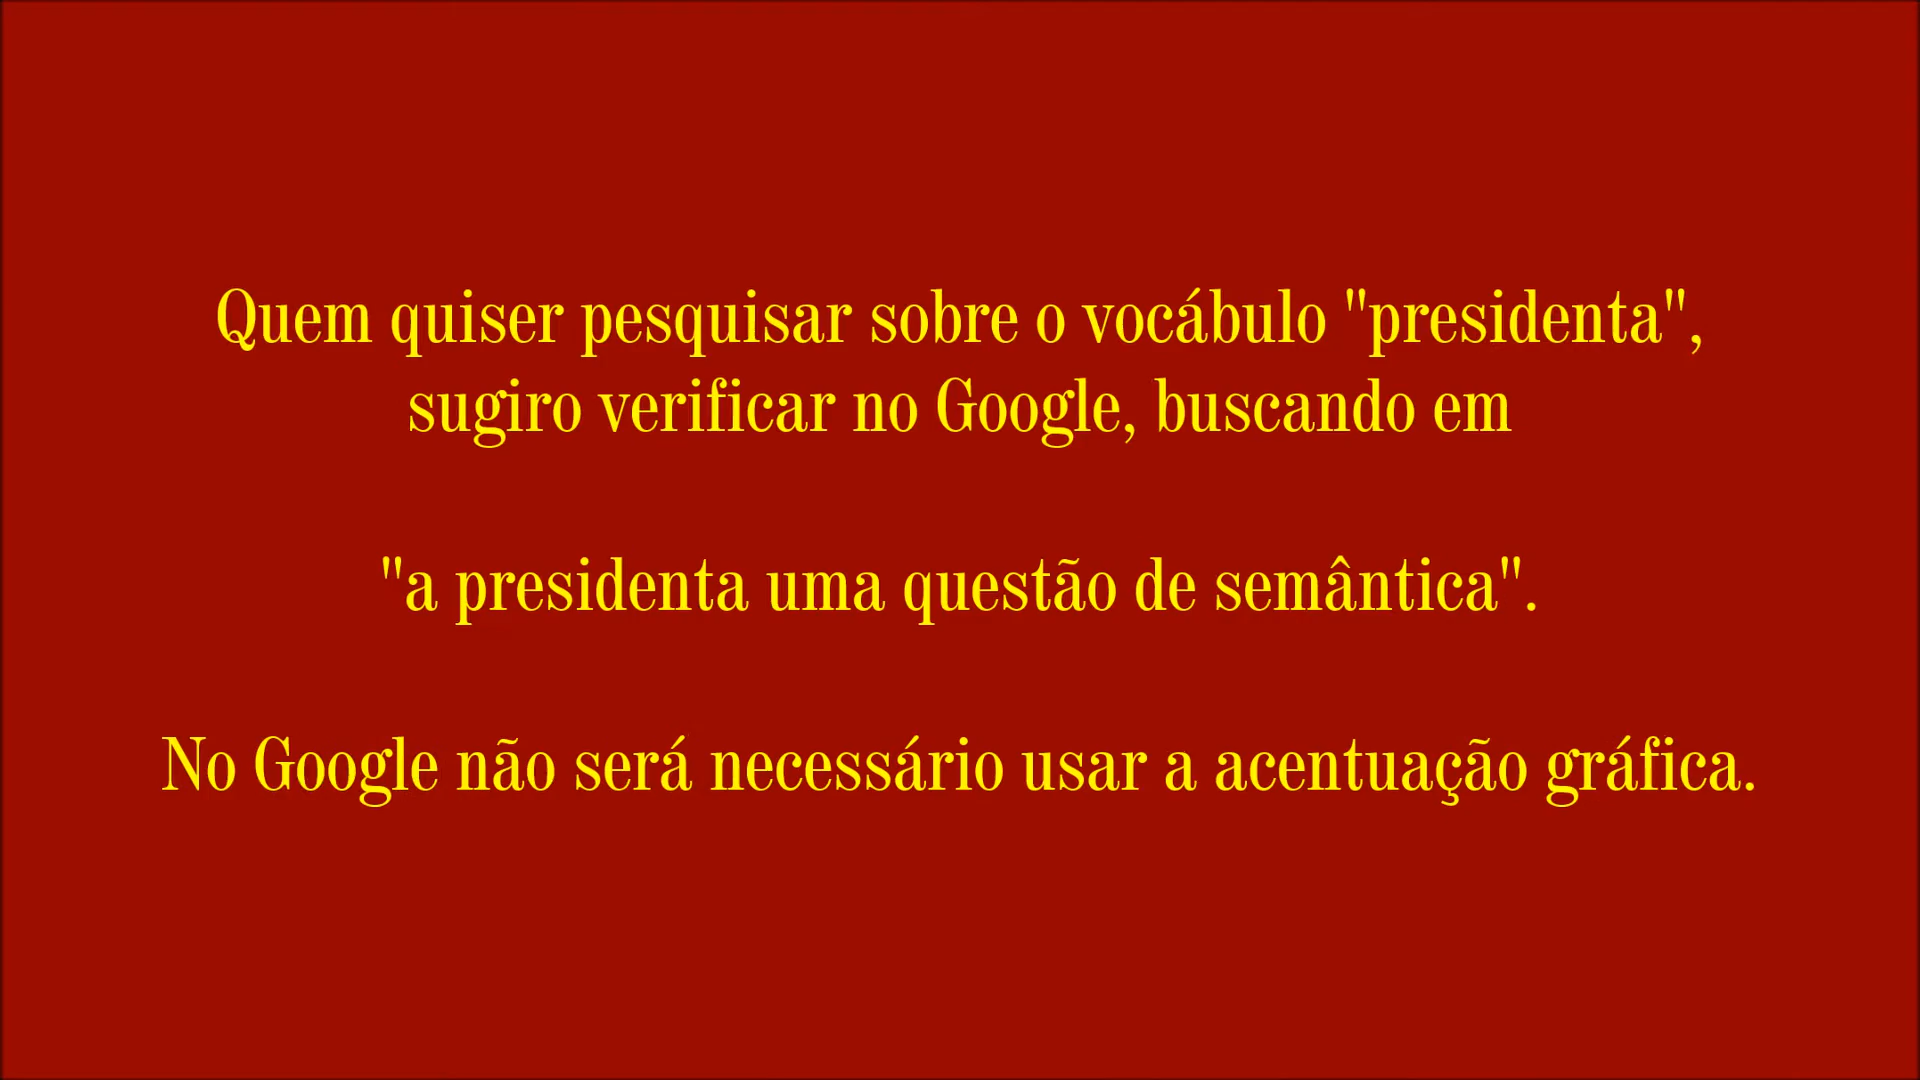 Quem quiser pesquisar sobre o vocábulo "presidenta",
sugiro verificar no Google, buscando em
"a presidenta uma questão de semântica".
No Google não será necessário usar a acentuação gráfica.